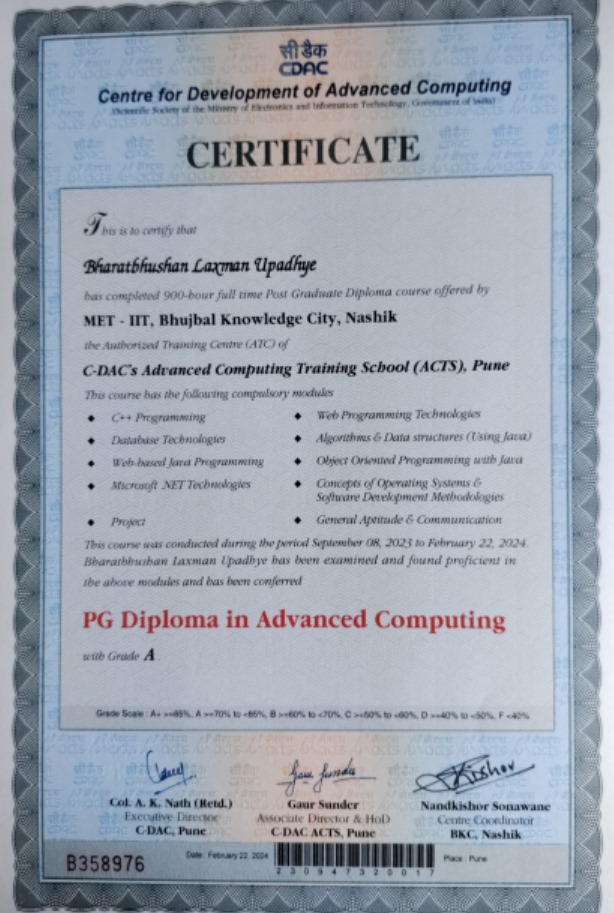 सी डैक
CDAC
Centre for Development of Advanced Computing
(Scientific Society of the Ministry of Electronics and Information Technology, Government of India)
CERTIFICATE
This is to certify that
Bharatbhushan Laxman Upadhye
has completed 900-hour full time Post Graduate Diploma course offered by
MET - IIT, Bhujbal Knowledge City, Nashik
the Authorized Training Centre (ATC) of
C-DAC's Advanced Computing Training School (ACTS), Pune
This course has the following compulsory modules
◆ C++ Programming
◆ Web Programming Technologies
◆ Database Technologies
◆ Algorithms & Data structures (Using Java)
◆ Web-based Java Programming
◆ Object Oriented Programming with Java
◆ Microsoft .NET Technologies
◆ Concepts of Operating Systems &
Software Development Methodologies
◆ Project
◆ General Aptitude & Communication
This course was conducted during the period September 08, 2023 to February 22, 2024.
Bharatbhushan Laxman Upadhye has been examined and found proficient in
the above modules and has been conferred
PG Diploma in Advanced Computing
with Grade A.
Grade Scale : A+ >=85%, A >=70% to <85%, B >=60% to <70%, C >=50% to <60%, D >=40% to <50%, F <40%
Col. A. K. Nath (Retd.)
Executive Director
C-DAC, Pune
Gaur Sunder
Associate Director & HoD
C-DAC ACTS, Pune
Nandkishor Sonawane
Centre Coordinator
BKC, Nashik
B358976
Date : February 22, 2024
230947320017
Place : Pune